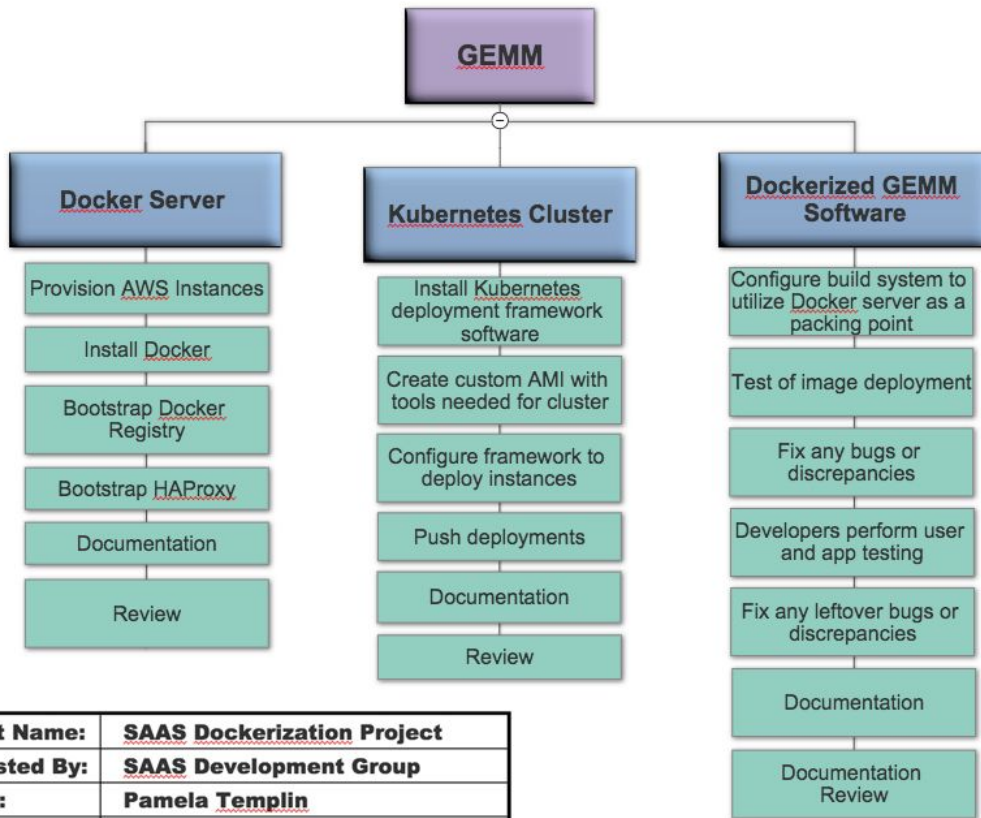 GEMM
Docker Server
Provision AWS Instances
Install Docker
Bootstrap Docker
Registry
Bootstrap HAProxy
Documentation
Review
Kubernetes Cluster
Install Kubernetes
deployment framework
software
Create custom AMI with
tools needed for cluster
Configure framework to
deploy instances
Push deployments
Documentation
Review
Dockerized GEMM
Software
Configure build system to
utilize Docker server as a
packing point
Test of image deployment
Fix any bugs or
discrepancies
Developers perform user
and app testing
Fix any leftover bugs or
discrepancies
Documentation
Documentation
Review
t Name: SAAS Dockerization Project
sted By: SAAS Development Group
: Pamela Templin